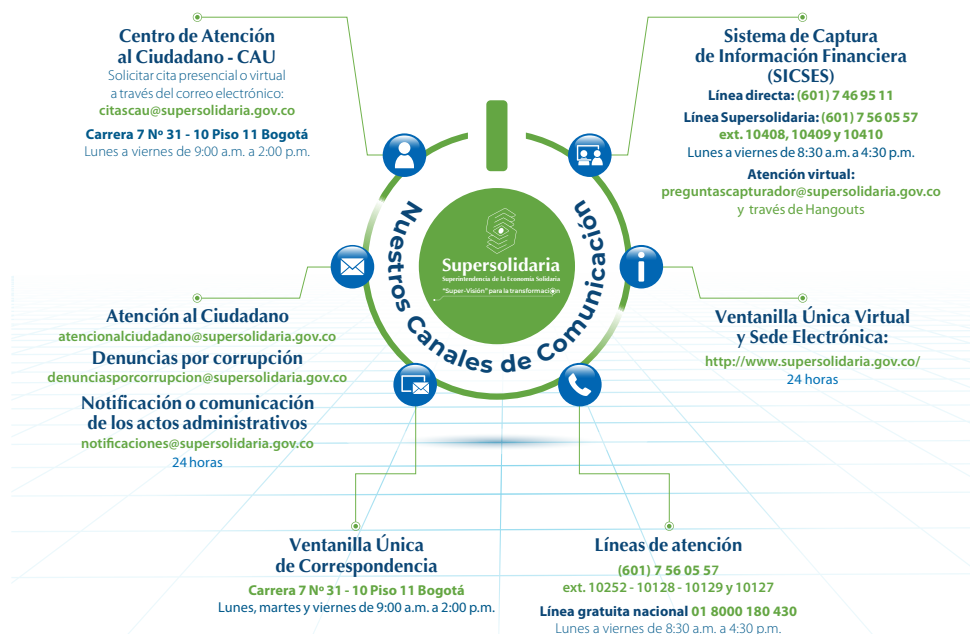 Centro de Atención
al Ciudadano - CAU
Solicitar cita presencial o virtual
a través del correo electrónico:
citascau@supersolidaria.gov.co
Carrera 7 Nº 31 - 10 Piso 11 Bogotá
Lunes a viernes de 9:00 a.m. a 2:00 p.m.
Sistema de Captura
de Información Financiera
(SICSES)
Línea directa: (601) 7 46 95 11
Línea Supersolidaria: (601) 7 56 05 57
ext. 10408, 10409 y 10410
Lunes a viernes de 8:30 a.m. a 4:30 p.m.
Atención virtual:
preguntascapturador@supersolidaria.gov.co
y través de Hangouts
Nuestros Canales de Comunicación
Supersolidaria
Superintendencia de la Economía Solidaria
"Super-Visión" para la transformación
Atención al Ciudadano
atencionalciudadano@supersolidaria.gov.co
Denuncias por corrupción
denunciasporcorrupcion@supersolidaria.gov.co
Notificación o comunicación
de los actos administrativos
notificaciones@supersolidaria.gov.co
24 horas
Ventanilla Única Virtual
y Sede Electrónica:
http://www.supersolidaria.gov.co/
24 horas
Ventanilla Única
de Correspondencia
Carrera 7 Nº 31 - 10 Piso 11 Bogotá
Lunes, martes y viernes de 9:00 a.m. a 2:00 p.m.
Líneas de atención
(601) 7 56 05 57
ext. 10252 - 10128 - 10129 y 10127
Línea gratuita nacional 01 8000 180 430
Lunes a viernes de 8:30 a.m. a 4:30 p.m.